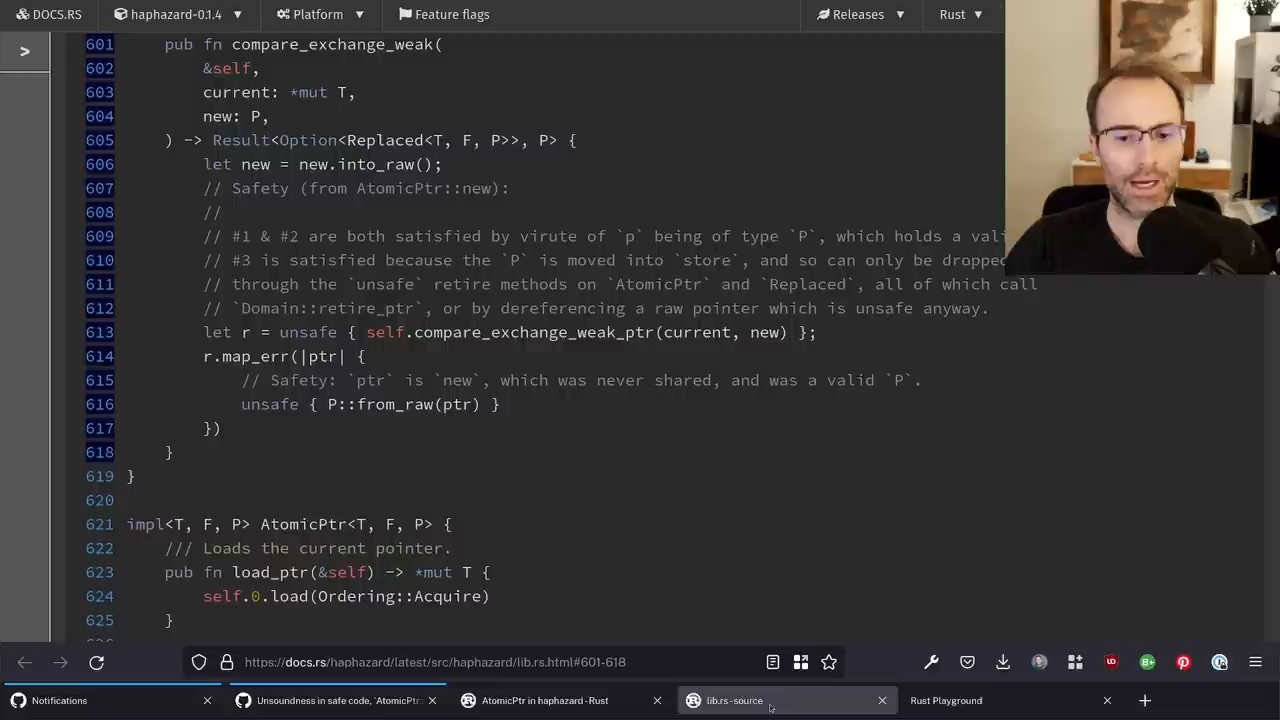 DOCS.RS haphazard-0.1.4 Platform Feature flags Releases Rust
>
601 pub fn compare_exchange_weak(
602 &self,
603 current: *mut T,
604 new: P,
605 ) -> Result<Option<Replaced<T, F, P>>, P> {
606 let new = new.into_raw();
607 // Safety (from AtomicPtr::new):
608 //
609 // #1 & #2 are both satisfied by virute of `p` being of type `P`, which holds a vali
610 // #3 is satisfied because the `P` is moved into `store`, and so can only be dropped
611 // through the `unsafe` retire methods on `AtomicPtr` and `Replaced`, all of which call
612 // `Domain::retire_ptr`, or by dereferencing a raw pointer which is unsafe anyway.
613 let r = unsafe { self.compare_exchange_weak_ptr(current, new) };
614 r.map_err(|ptr| {
615 // Safety: `ptr` is `new`, which was never shared, and was a valid `P`.
616 unsafe { P::from_raw(ptr) }
617 })
618 }
619 }
620
621 impl<T, F, P> AtomicPtr<T, F, P> {
622 /// Loads the current pointer.
623 pub fn load_ptr(&self) -> *mut T {
624 self.0.load(Ordering::Acquire)
625 }
https://docs.rs/haphazard/latest/src/haphazard/lib.rs.html#601-618
Notifications Unsoundness in safe code, `AtomicPtr: AtomicPtr in haphazard - Rust lib.rs - source Rust Playground